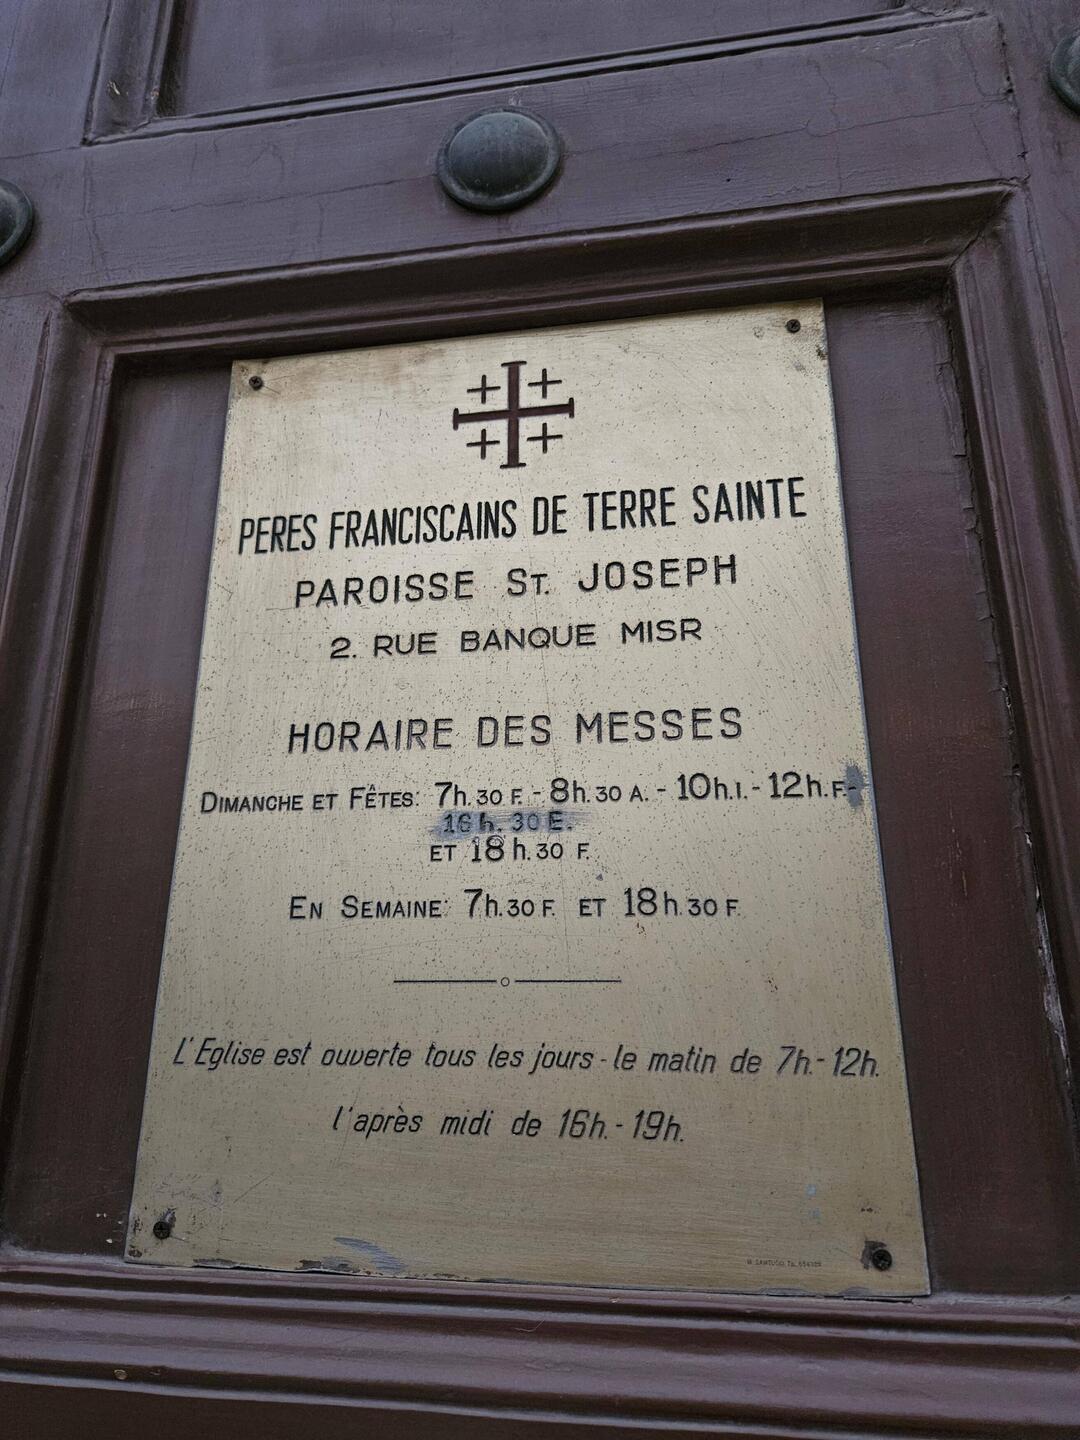 PERES FRANCISCAINS DE TERRE SAINTE
PAROISSE ST. JOSEPH
2. RUE BANQUE MISR
HORAIRE DES MESSES
DIMANCHE ET FÊTES: 7h.30 F. - 8h.30 A. - 10h.I. - 12h.F.-
16h.30E.
ET 18h.30 F.
EN SEMAINE: 7h.30 F. ET 18h.30 F.
L'Eglise est ouverte tous les jours - le matin de 7h.- 12h.
l'après midi de 16h.- 19h.